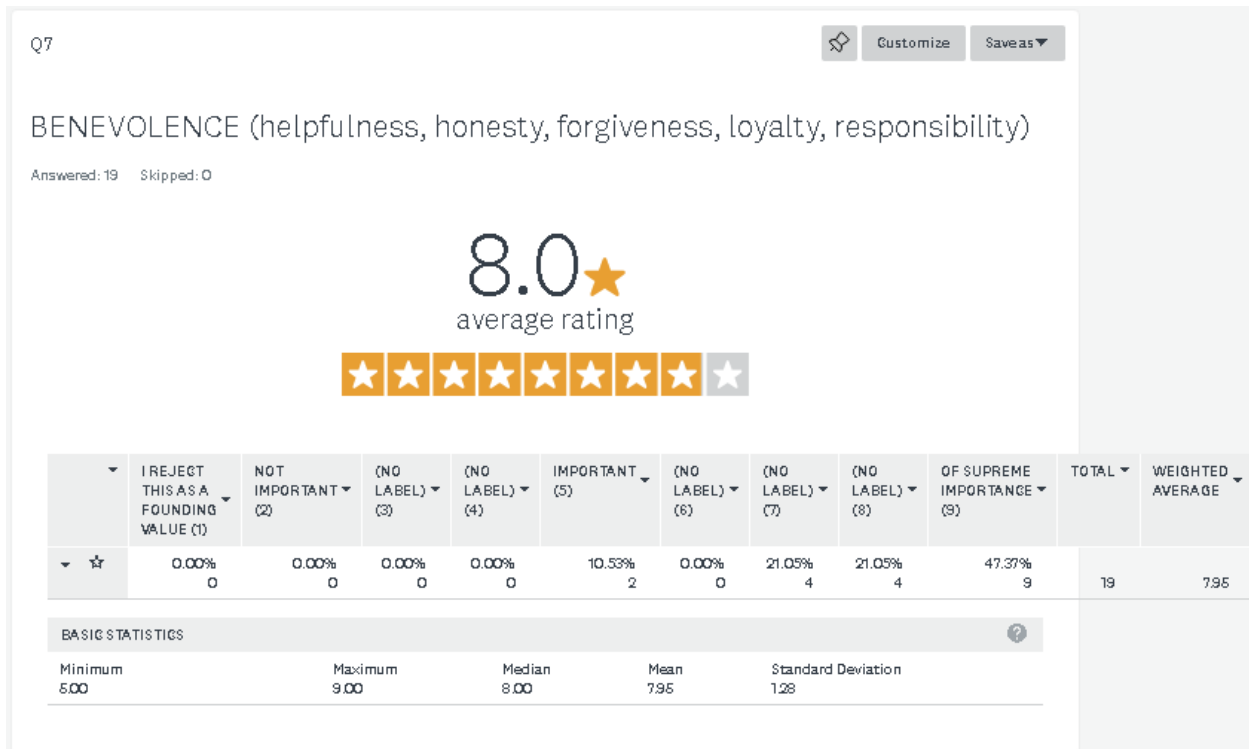 Q7
Customize
Save as
BENEVOLENCE (helpfulness, honesty, forgiveness, loyalty, responsibility)
Answered: 19 Skipped: 0
8.0
average rating
I REJECT THIS AS A FOUNDING VALUE (1)
NOT IMPORTANT (2)
(NO LABEL) (3)
(NO LABEL) (4)
IMPORTANT (5)
(NO LABEL) (6)
(NO LABEL) (7)
(NO LABEL) (8)
OF SUPREME IMPORTANCE (9)
TOTAL
WEIGHTED AVERAGE
0.00% 0.00% 0.00% 0.00% 10.53% 0.00% 21.05% 21.05% 47.37%
0 0 0 0 2 0 4 4 9 19 7.95
BASIC STATISTICS ?
Minimum Maximum Median Mean Standard Deviation
5.00 9.00 8.00 7.95 1.28